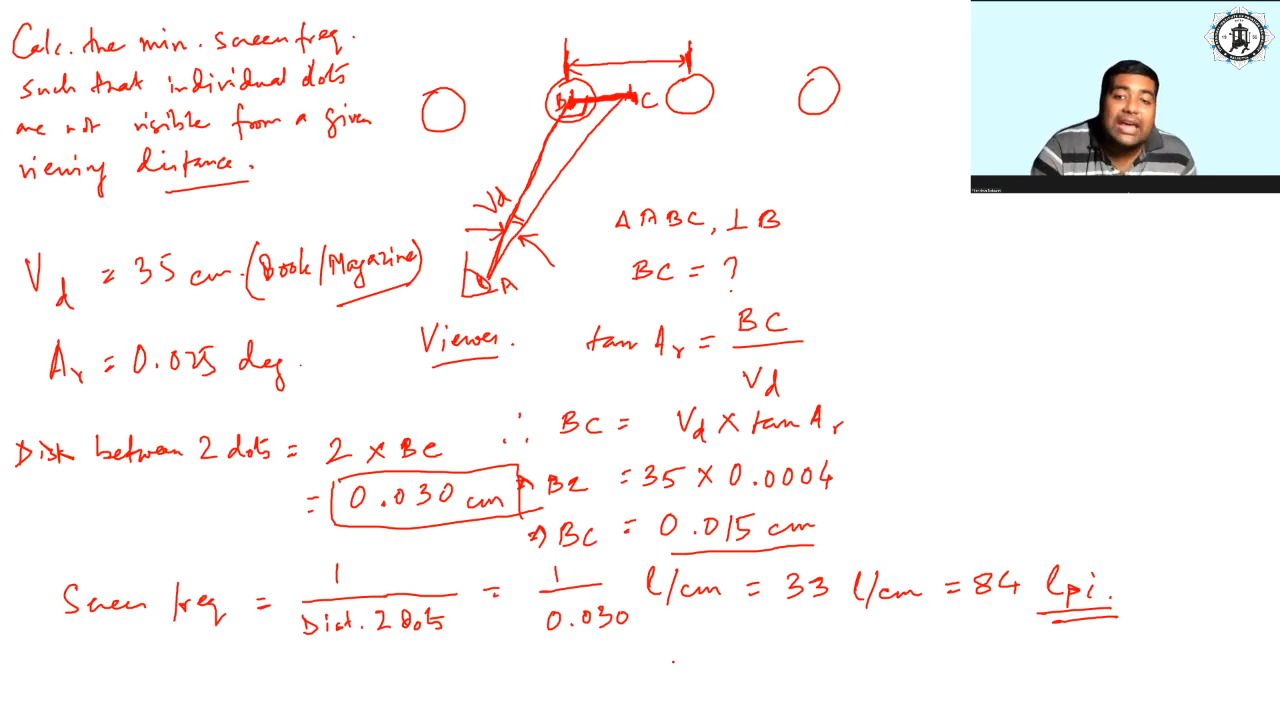 Calc. the min. screen freq.
such that individual dots
are not visible from a given
viewing distance.
B
C
Vd
A
Viewer.
Vd = 35 cm. (Book/Magazine)
Ar = 0.025 deg.
Δ ABC, ⊥ B
BC = ?
tan Ar = BC / Vd
∴ BC = Vd × tan Ar
⇒ BC = 35 × 0.0004
⇒ BC = 0.015 cm
Dist between 2 dots = 2 × BC
= 0.030 cm
Screen freq = 1 / Dist. 2 Dots = 1 / 0.030 l/cm = 33 l/cm = 84 lpi.